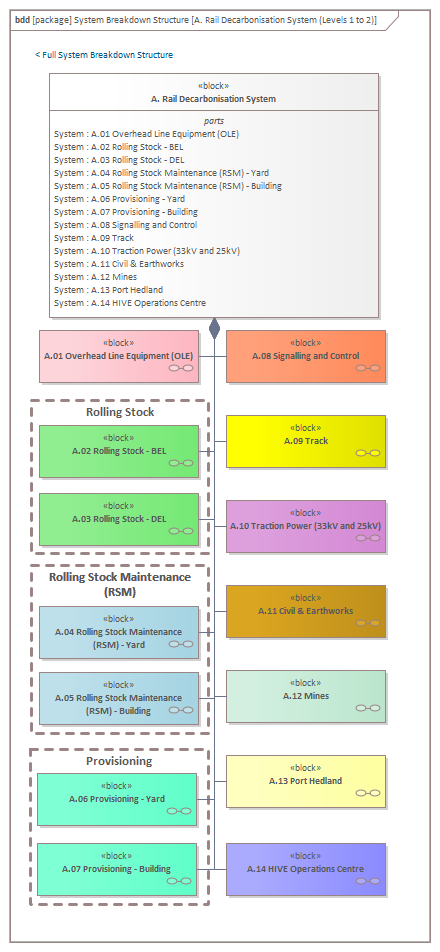 bdd [package] System Breakdown Structure [A. Rail Decarbonisation System (Levels 1 to 2)]
< Full System Breakdown Structure
«block»
A. Rail Decarbonisation System
parts
System : A.01 Overhead Line Equipment (OLE)
System : A.02 Rolling Stock - BEL
System : A.03 Rolling Stock - DEL
System : A.04 Rolling Stock Maintenance (RSM) - Yard
System : A.05 Rolling Stock Maintenance (RSM) - Building
System : A.06 Provisioning - Yard
System : A.07 Provisioning - Building
System : A.08 Signalling and Control
System : A.09 Track
System : A.10 Traction Power (33kV and 25kV)
System : A.11 Civil & Earthworks
System : A.12 Mines
System : A.13 Port Hedland
System : A.14 HIVE Operations Centre
«block»
A.01 Overhead Line Equipment (OLE)
«block»
A.08 Signalling and Control
Rolling Stock
«block»
A.02 Rolling Stock - BEL
«block»
A.09 Track
«block»
A.03 Rolling Stock - DEL
«block»
A.10 Traction Power (33kV and 25kV)
Rolling Stock Maintenance
(RSM)
«block»
A.04 Rolling Stock Maintenance
(RSM) - Yard
«block»
A.11 Civil & Earthworks
«block»
A.05 Rolling Stock Maintenance
(RSM) - Building
«block»
A.12 Mines
Provisioning
«block»
A.06 Provisioning - Yard
«block»
A.13 Port Hedland
«block»
A.07 Provisioning - Building
«block»
A.14 HIVE Operations Centre